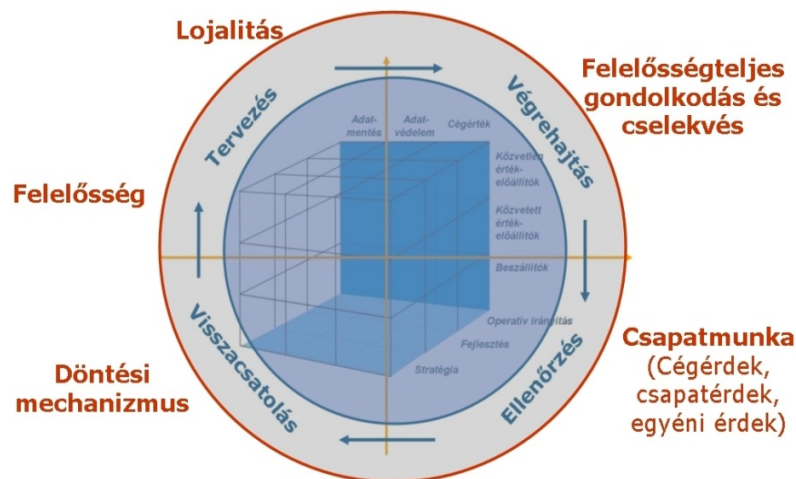 Lojalitás
Felelősségteljes
gondolkodás és
cselekvés
Tervezés
Végrehajtás
Adat-
mentés
Adat-
védelem
Cégérték
Közvetlen
érték-
előállítók
Felelősség
Közvetett
érték-
előállítók
Beszállítók
Operatív irányítás
Fejlesztés
Stratégia
Visszacsatolás
Ellenőrzés
Döntési
mechanizmus
Csapatmunka
(Cégérdek,
csapatérdek,
egyéni érdek)